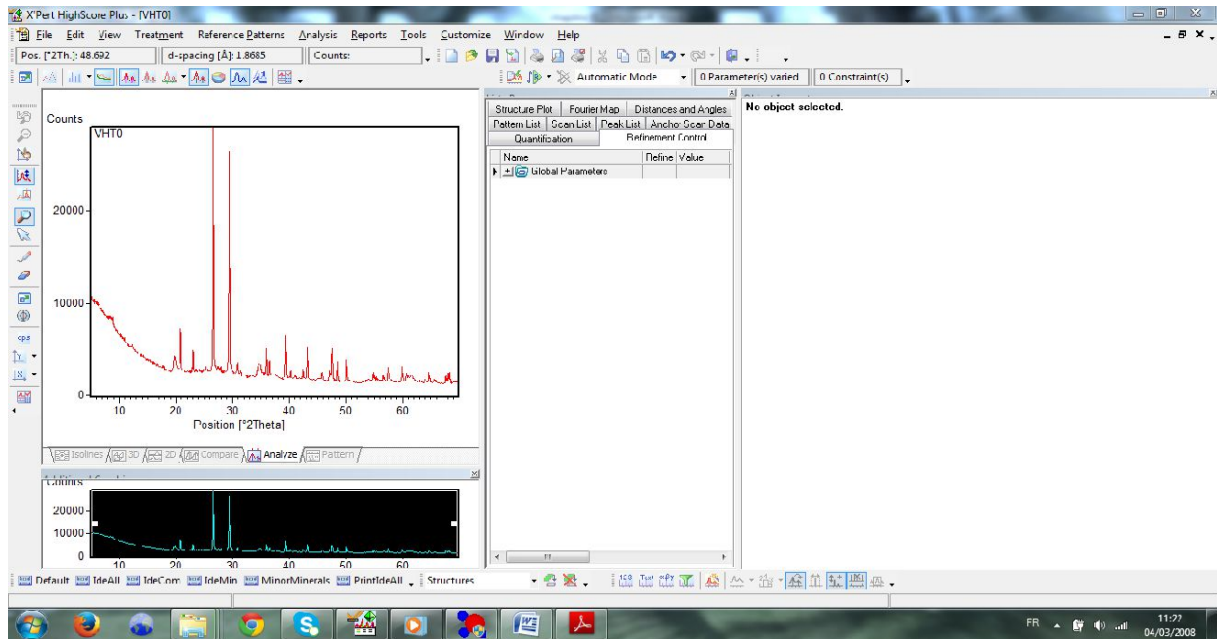 X'Pert HighScore Plus - [VHT0]
File Edit View Treatment Reference Patterns Analysis Reports Tools Customize Window Help
Pos. [°2Th.]: 48.692 d-spacing [Å]: 1.8685 Counts:
Automatic Mode 0 Parameter(s) varied 0 Constraint(s)
Counts
VHT0
20000
10000
0
10 20 30 40 50 60
Position [°2Theta]
Isolines 3D 2D Compare Analyze Pattern
Counts
20000
10000
0
10 20 30 40 50 60
Structure Plot Fourier Map Distances and Angles
Pattern List Scan List Peak List Anchor Scan Data
Quantification Refinement Control
Name Refine Value
Global Parameters
No object selected.
cps
Default IdeAll IdeCom IdeMin MinorMinerals PrintIdeAll Structures
FR 11:27
04/03/2008